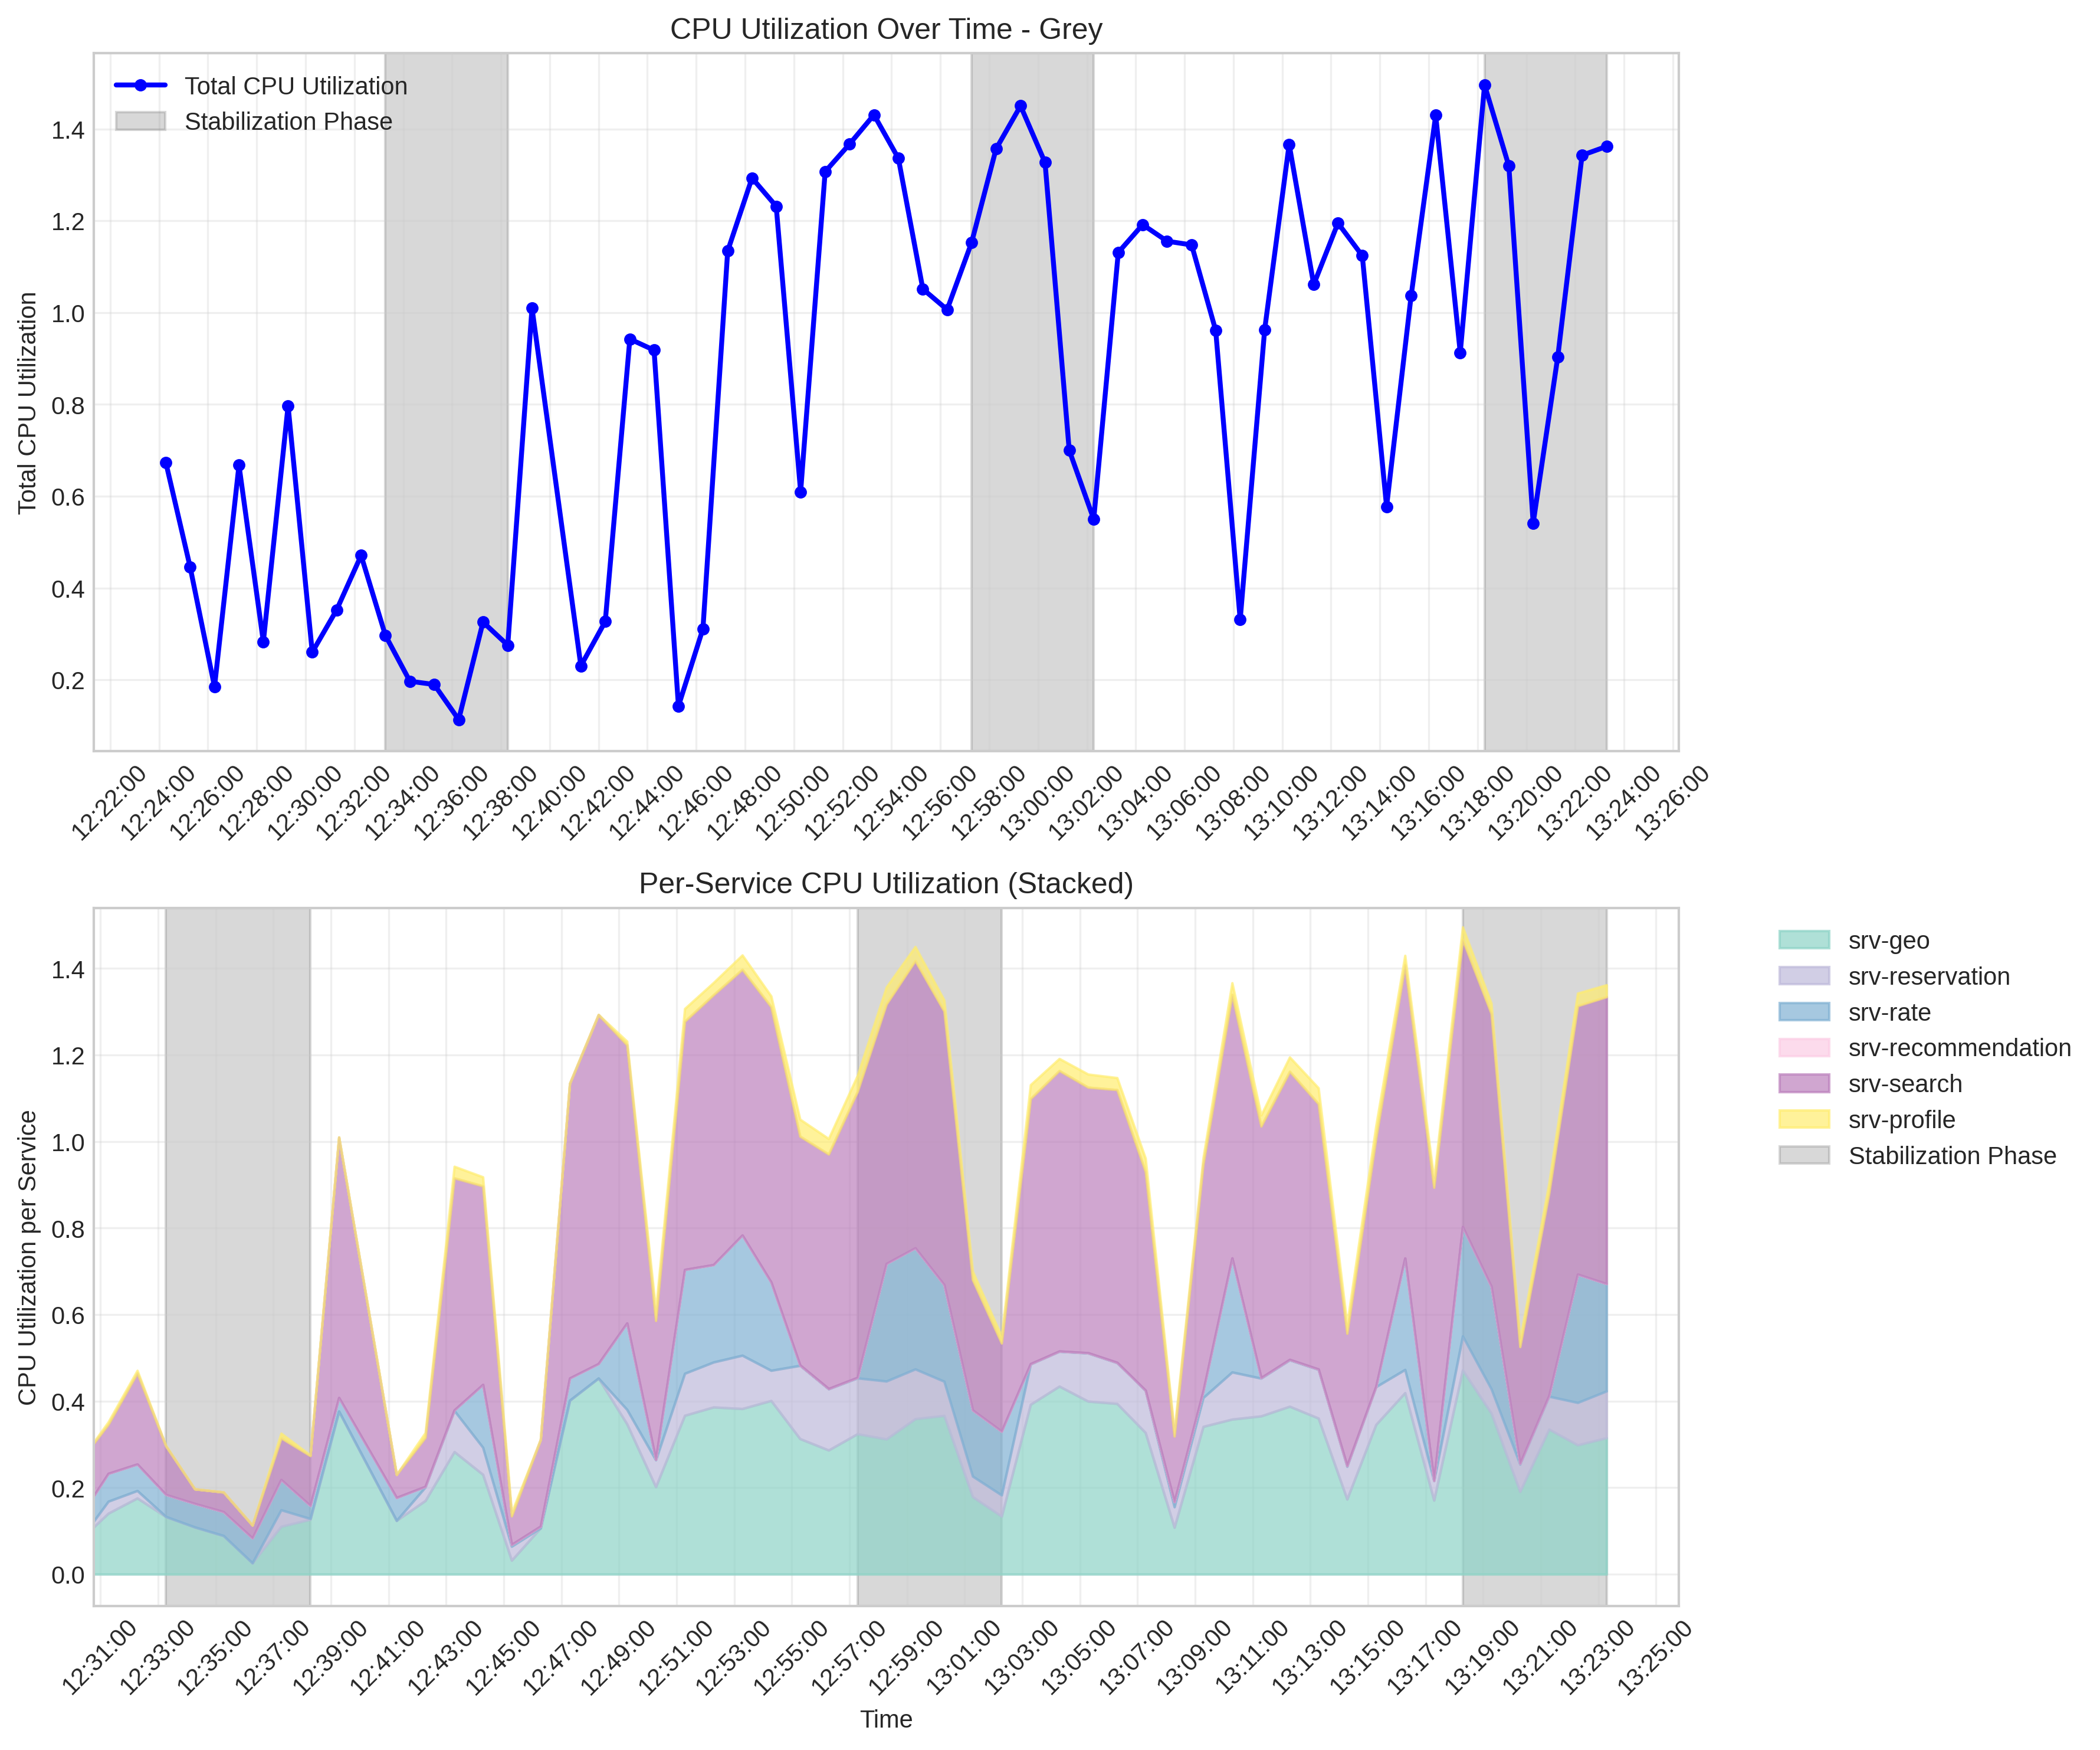 CPU Utilization Over Time - Grey
Total CPU Utilization
Stabilization Phase
Total CPU Utilization
1.4
1.2
1.0
0.8
0.6
0.4
0.2
12:22:00 12:24:00 12:26:00 12:28:00 12:30:00 12:32:00 12:34:00 12:36:00 12:38:00 12:40:00 12:42:00 12:44:00 12:46:00 12:48:00 12:50:00 12:52:00 12:54:00 12:56:00 12:58:00 13:00:00 13:02:00 13:04:00 13:06:00 13:08:00 13:10:00 13:12:00 13:14:00 13:16:00 13:18:00 13:20:00 13:22:00 13:24:00 13:26:00
Per-Service CPU Utilization (Stacked)
CPU Utilization per Service
1.4
1.2
1.0
0.8
0.6
0.4
0.2
0.0
12:31:00 12:33:00 12:35:00 12:37:00 12:39:00 12:41:00 12:43:00 12:45:00 12:47:00 12:49:00 12:51:00 12:53:00 12:55:00 12:57:00 12:59:00 13:01:00 13:03:00 13:05:00 13:07:00 13:09:00 13:11:00 13:13:00 13:15:00 13:17:00 13:19:00 13:21:00 13:23:00 13:25:00
Time
srv-geo
srv-reservation
srv-rate
srv-recommendation
srv-search
srv-profile
Stabilization Phase